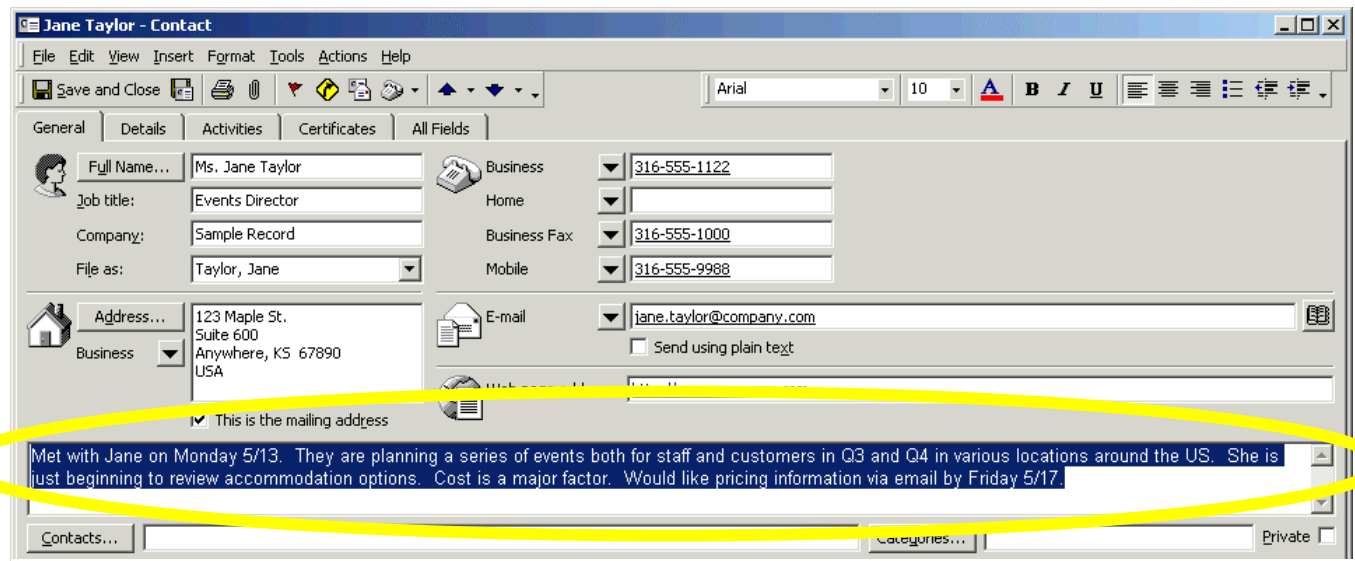 Jane Taylor - Contact
File Edit View Insert Format Tools Actions Help
Save and Close Arial 10 A B I U
General Details Activities Certificates All Fields
Full Name... Ms. Jane Taylor Business 316-555-1122
Job title: Events Director Home
Company: Sample Record Business Fax 316-555-1000
File as: Taylor, Jane Mobile 316-555-9988
Address... 123 Maple St. E-mail jane.taylor@company.com
Suite 600
Business Anywhere, KS 67890 Send using plain text
USA
This is the mailing address
Met with Jane on Monday 5/13. They are planning a series of events both for staff and customers in Q3 and Q4 in various locations around the US. She is
just beginning to review accommodation options. Cost is a major factor. Would like pricing information via email by Friday 5/17.
Contacts... Categories... Private